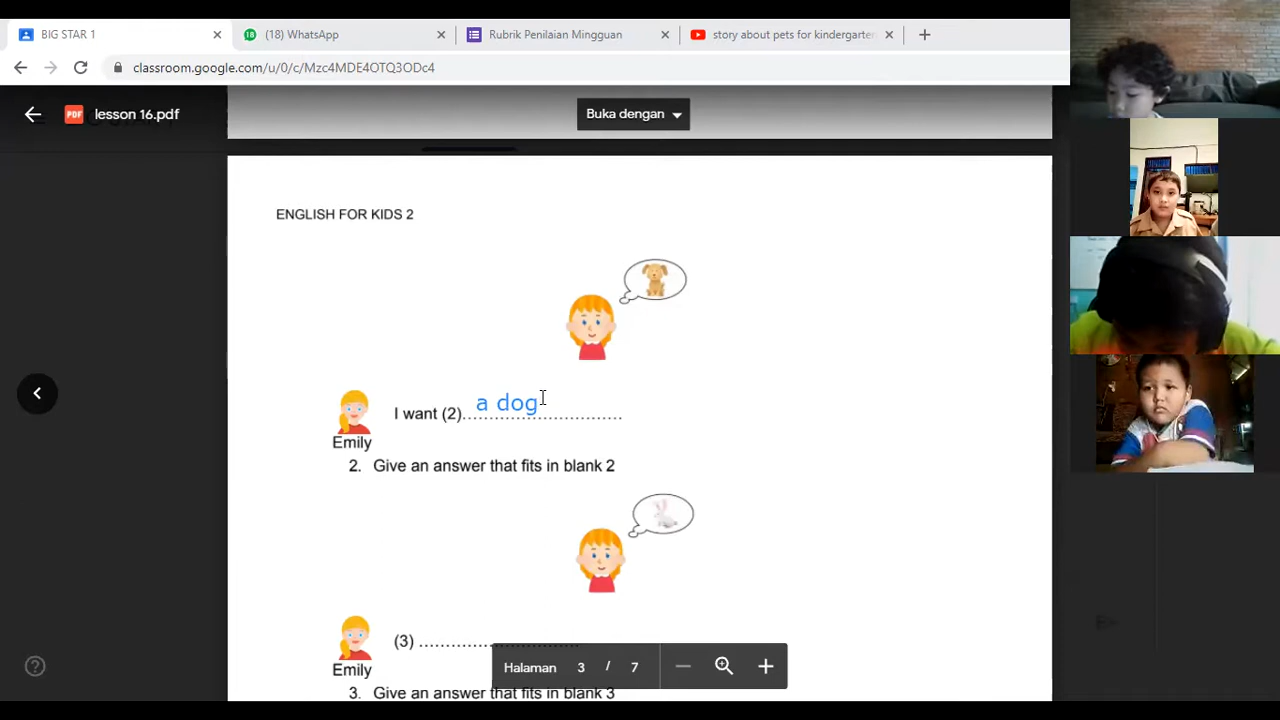 BIG STAR 1
(18) WhatsApp
Rubrik Penilaian Mingguan
story about pets for kindergarten
classroom.google.com/u/0/c/Mzc4MDE4OTQ3ODc4
PDF lesson 16.pdf
Buka dengan
ENGLISH FOR KIDS 2
I want (2) a dog
Emily
2. Give an answer that fits in blank 2
(3) ..............................
Emily
3. Give an answer that fits in blank 3
Halaman 3 / 7